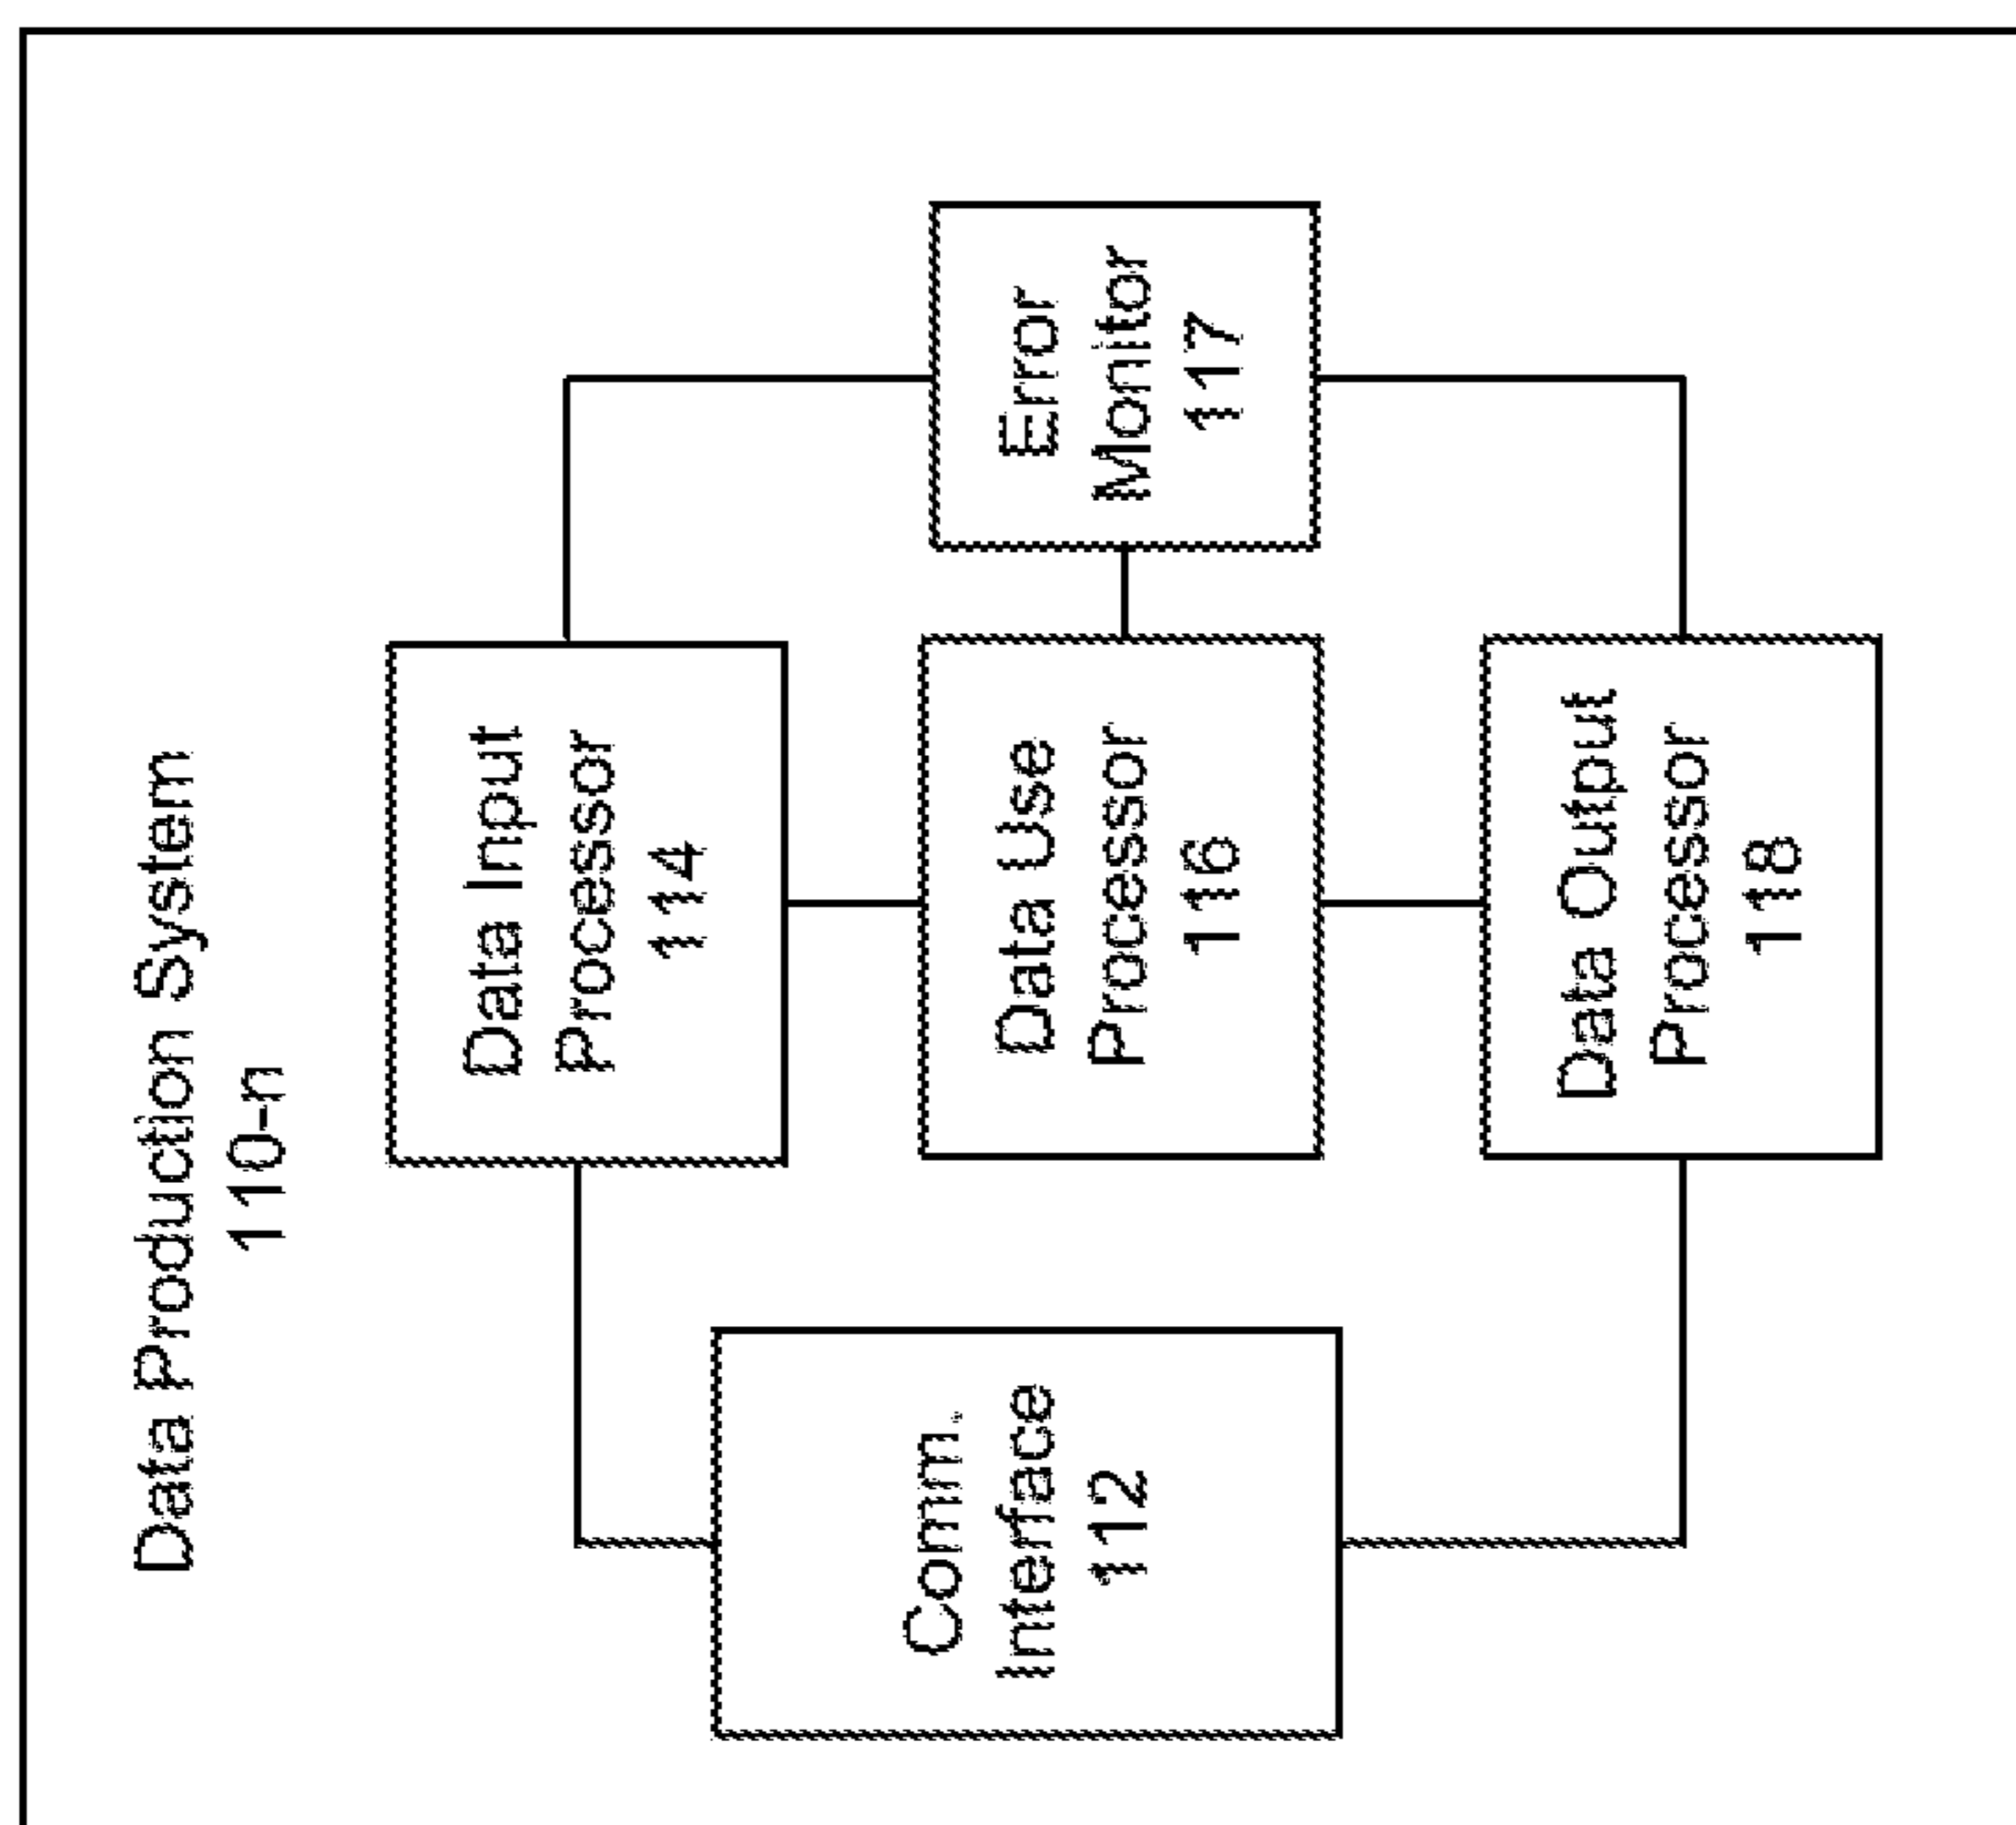 Data Production System
110-n
Comm.
Interface
112
Data Input
Processor
114
Data Use
Processor
116
Data Output
Processor
118
Error
Monitor
117